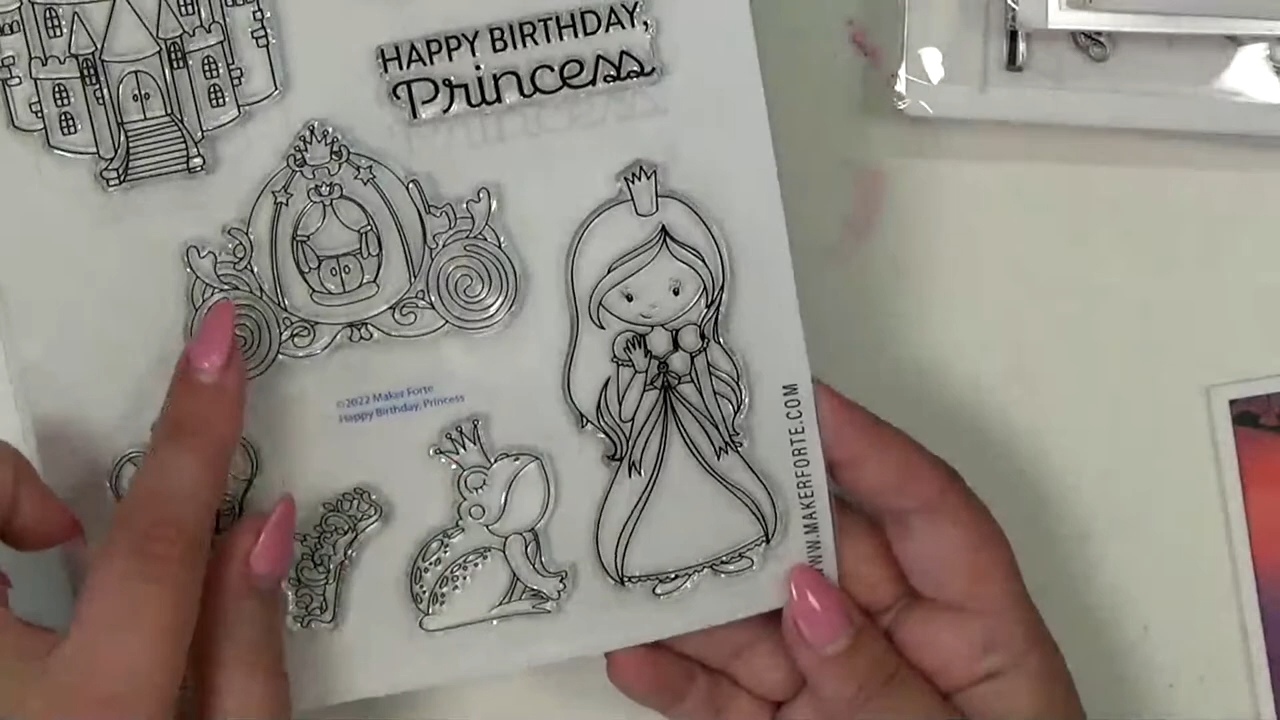 HAPPY BIRTHDAY,
Princess
©2022 Maker Forte
Happy Birthday, Princess
WWW.MAKERFORTE.COM